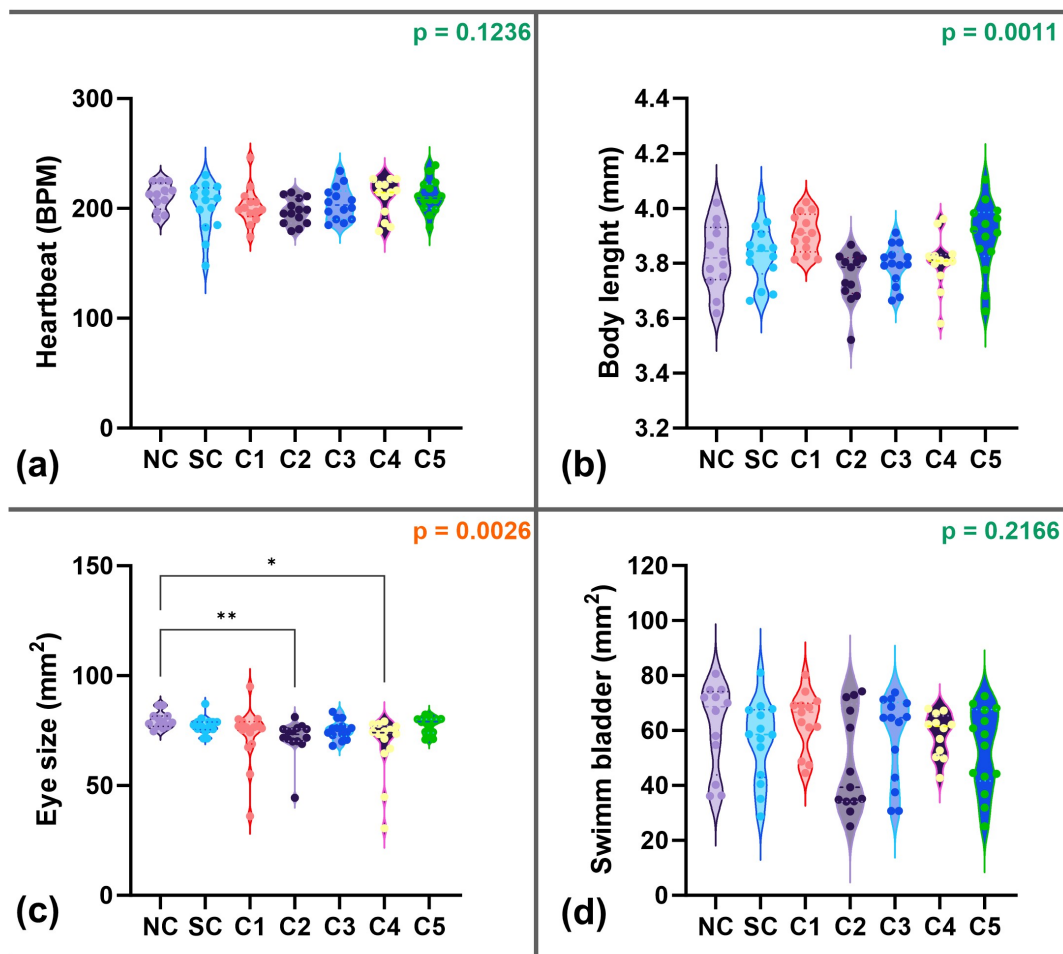 p = 0.1236
300
200
100
0
Heartbeat (BPM)
NC SC C1 C2 C3 C4 C5
(a)
p = 0.0011
4.4
4.2
4.0
3.8
3.6
3.4
3.2
Body lenght (mm)
NC SC C1 C2 C3 C4 C5
(b)
p = 0.0026
150
100
50
0
Eye size (mm²)
*
**
NC SC C1 C2 C3 C4 C5
(c)
p = 0.2166
120
100
80
60
40
20
0
Swimm bladder (mm²)
NC SC C1 C2 C3 C4 C5
(d)